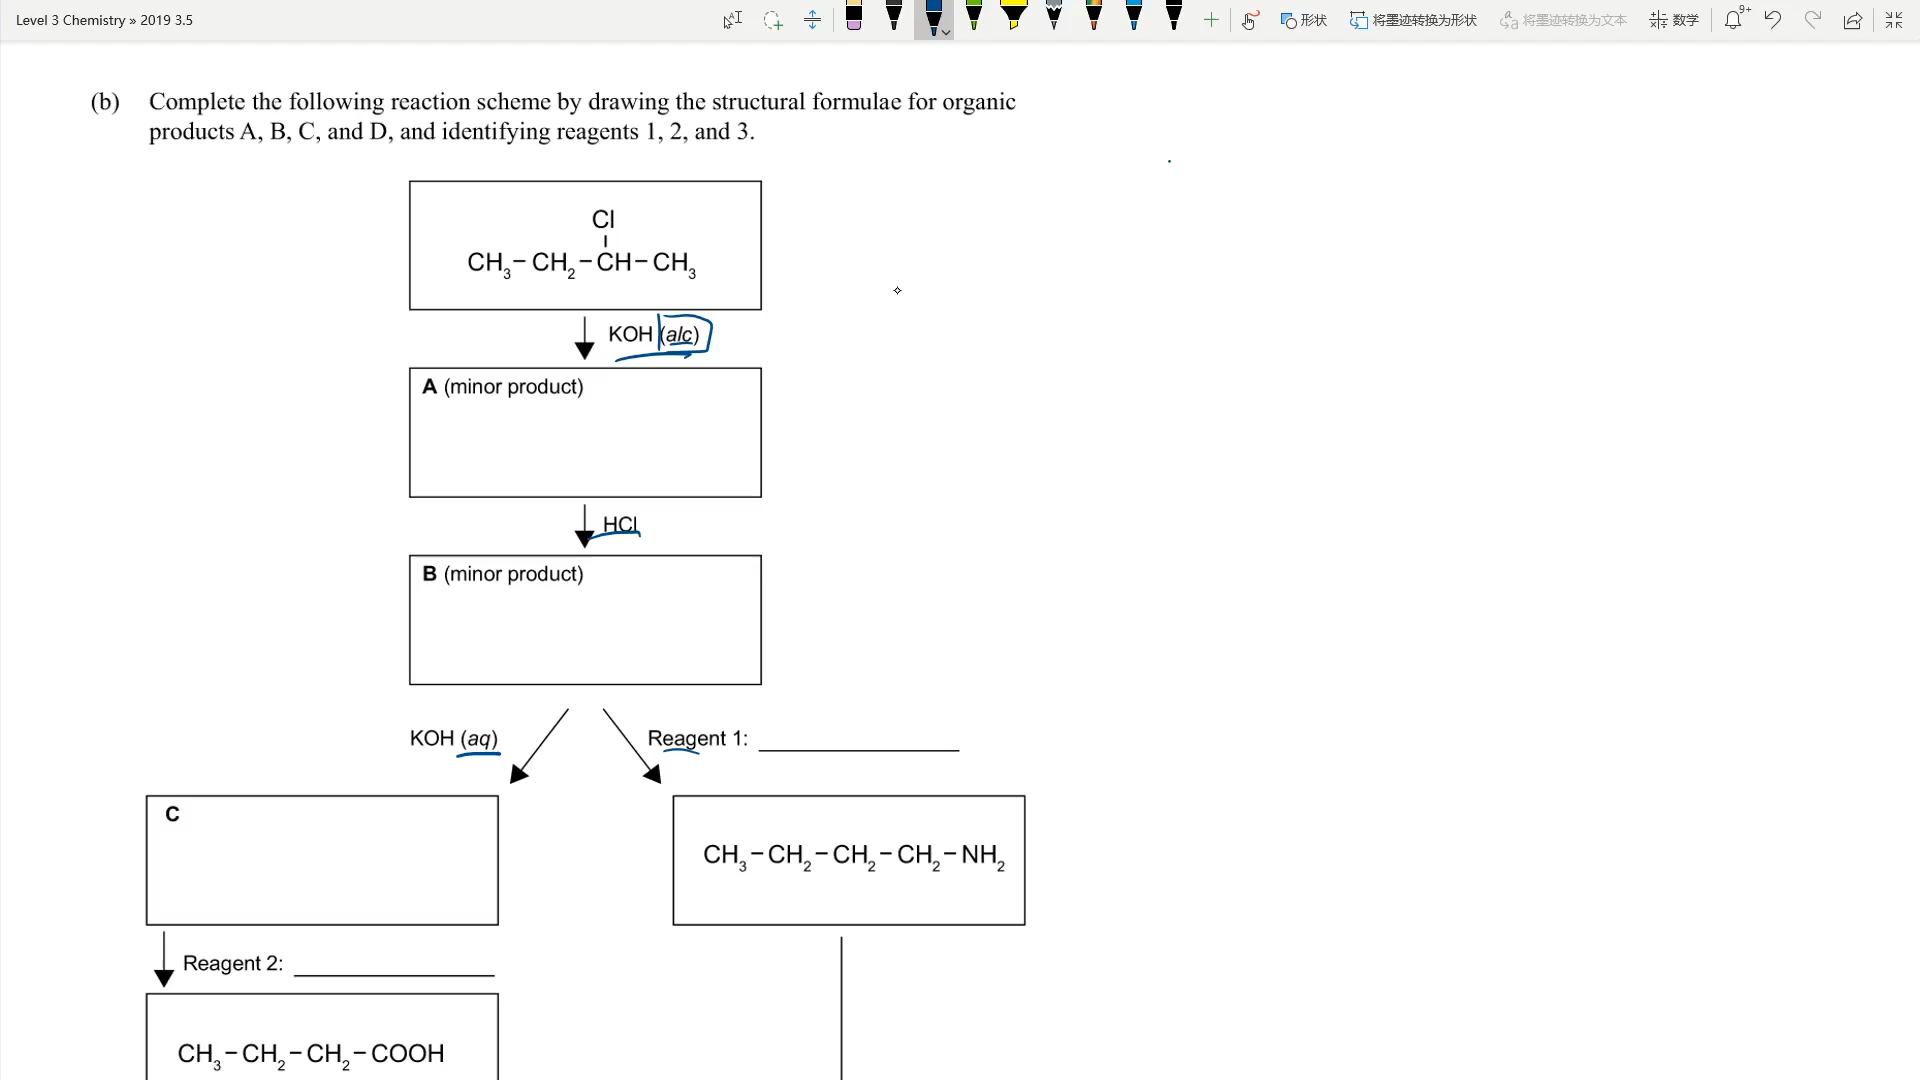 Level 3 Chemistry » 2019 3.5
形状
将墨迹转换为形状
将墨迹转换为文本
数学
9+
(b) Complete the following reaction scheme by drawing the structural formulae for organic
products A, B, C, and D, and identifying reagents 1, 2, and 3.
Cl
CH₃–CH₂–CH–CH₃
KOH (alc)
A (minor product)
HCl
B (minor product)
KOH (aq)
Reagent 1:
C
CH₃–CH₂–CH₂–CH₂–NH₂
Reagent 2:
CH₃–CH₂–CH₂–COOH